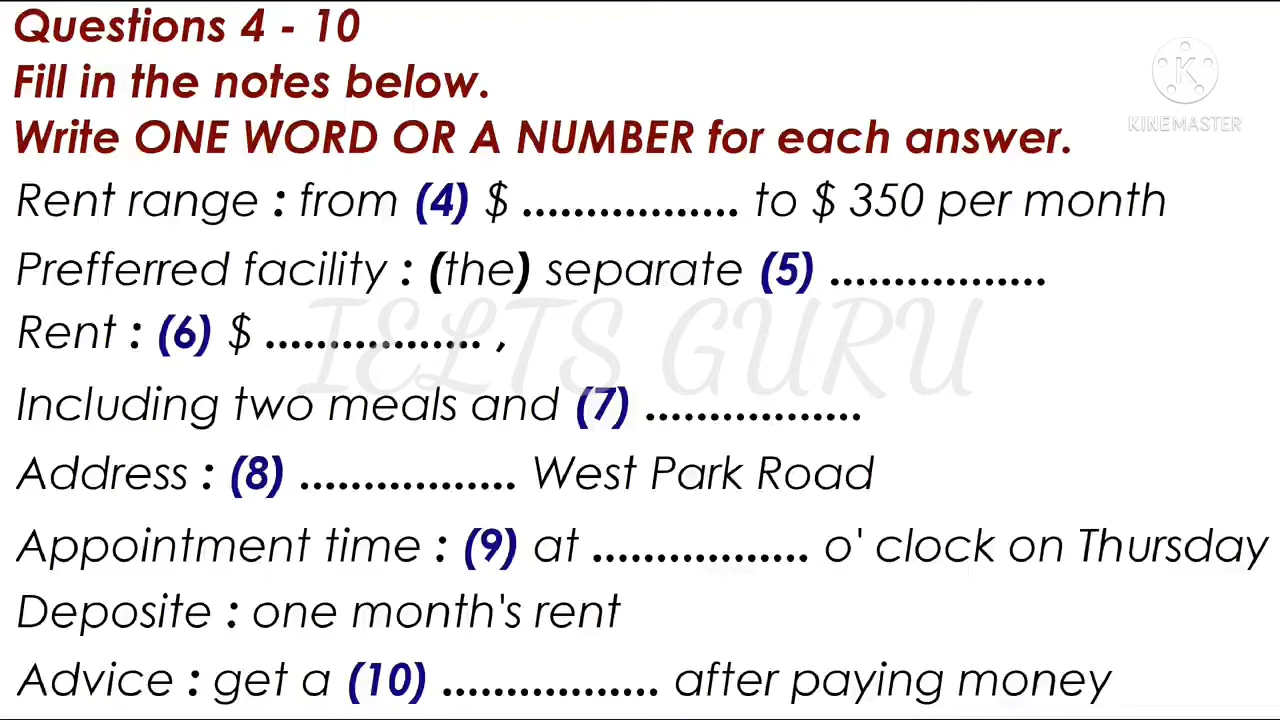 Questions 4 - 10
Fill in the notes below.
KINEMASTER
Write ONE WORD OR A NUMBER for each answer.
Rent range : from (4) $ ................. to $ 350 per month
Prefferred facility : (the) separate (5) .................
IELTS GURU
Rent : (6) $ ................. ,
Including two meals and (7) .................
Address : (8) ................. West Park Road
Appointment time : (9) at ................. o' clock on Thursday
Deposite : one month's rent
Advice : get a (10) ................. after paying money